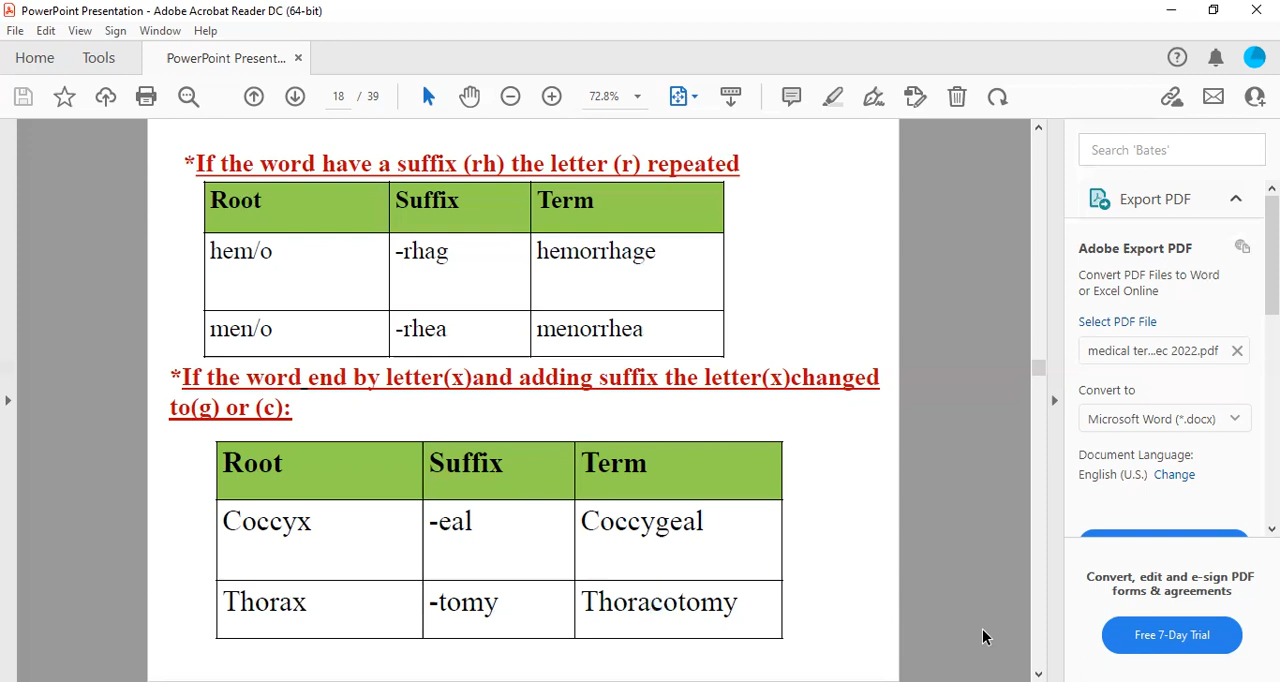 PowerPoint Presentation - Adobe Acrobat Reader DC (64-bit)
File Edit View Sign Window Help
Home Tools PowerPoint Present... ×
18 / 39 72.8%
*If the word have a suffix (rh) the letter (r) repeated
Root Suffix Term
hem/o -rhag hemorrhage
men/o -rhea menorrhea
*If the word end by letter(x)and adding suffix the letter(x)changed
to(g) or (c):
Root Suffix Term
Coccyx -eal Coccygeal
Thorax -tomy Thoracotomy
Search 'Bates'
Export PDF
Adobe Export PDF
Convert PDF Files to Word
or Excel Online
Select PDF File
medical ter...ec 2022.pdf
Convert to
Microsoft Word (*.docx)
Document Language:
English (U.S.) Change
Convert, edit and e-sign PDF
forms & agreements
Free 7-Day Trial